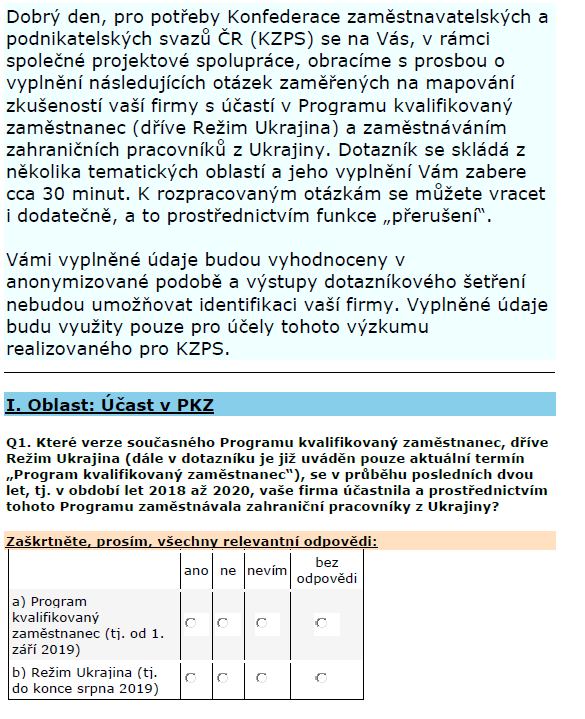 Dobrý den, pro potřeby Konfederace zaměstnavatelských a
podnikatelských svazů ČR (KZPS) se na Vás, v rámci
společné projektové spolupráce, obracíme s prosbou o
vyplnění následujících otázek zaměřených na mapování
zkušeností vaší firmy s účastí v Programu kvalifikovaný
zaměstnanec (dříve Režim Ukrajina) a zaměstnáváním
zahraničních pracovníků z Ukrajiny. Dotazník se skládá z
několika tematických oblastí a jeho vyplnění Vám zabere
cca 30 minut. K rozpracovaným otázkám se můžete vracet
i dodatečně, a to prostřednictvím funkce „přerušení“.
Vámi vyplněné údaje budou vyhodnoceny v
anonymizované podobě a výstupy dotazníkového šetření
nebudou umožňovat identifikaci vaší firmy. Vyplněné údaje
budu využity pouze pro účely tohoto výzkumu
realizovaného pro KZPS.
I. Oblast: Účast v PKZ
Q1. Které verze současného Programu kvalifikovaný zaměstnanec, dříve
Režim Ukrajina (dále v dotazníku je již uváděn pouze aktuální termín
„Program kvalifikovaný zaměstnanec“), se v průběhu posledních dvou
let, tj. v období let 2018 až 2020, vaše firma účastnila a prostřednictvím
tohoto Programu zaměstnávala zahraniční pracovníky z Ukrajiny?
Zaškrtněte, prosím, všechny relevantní odpovědi:
ano ne nevím bez
odpovědi
a) Program
kvalifikovaný
zaměstnanec (tj. od 1.
září 2019)
b) Režim Ukrajina (tj.
do konce srpna 2019)